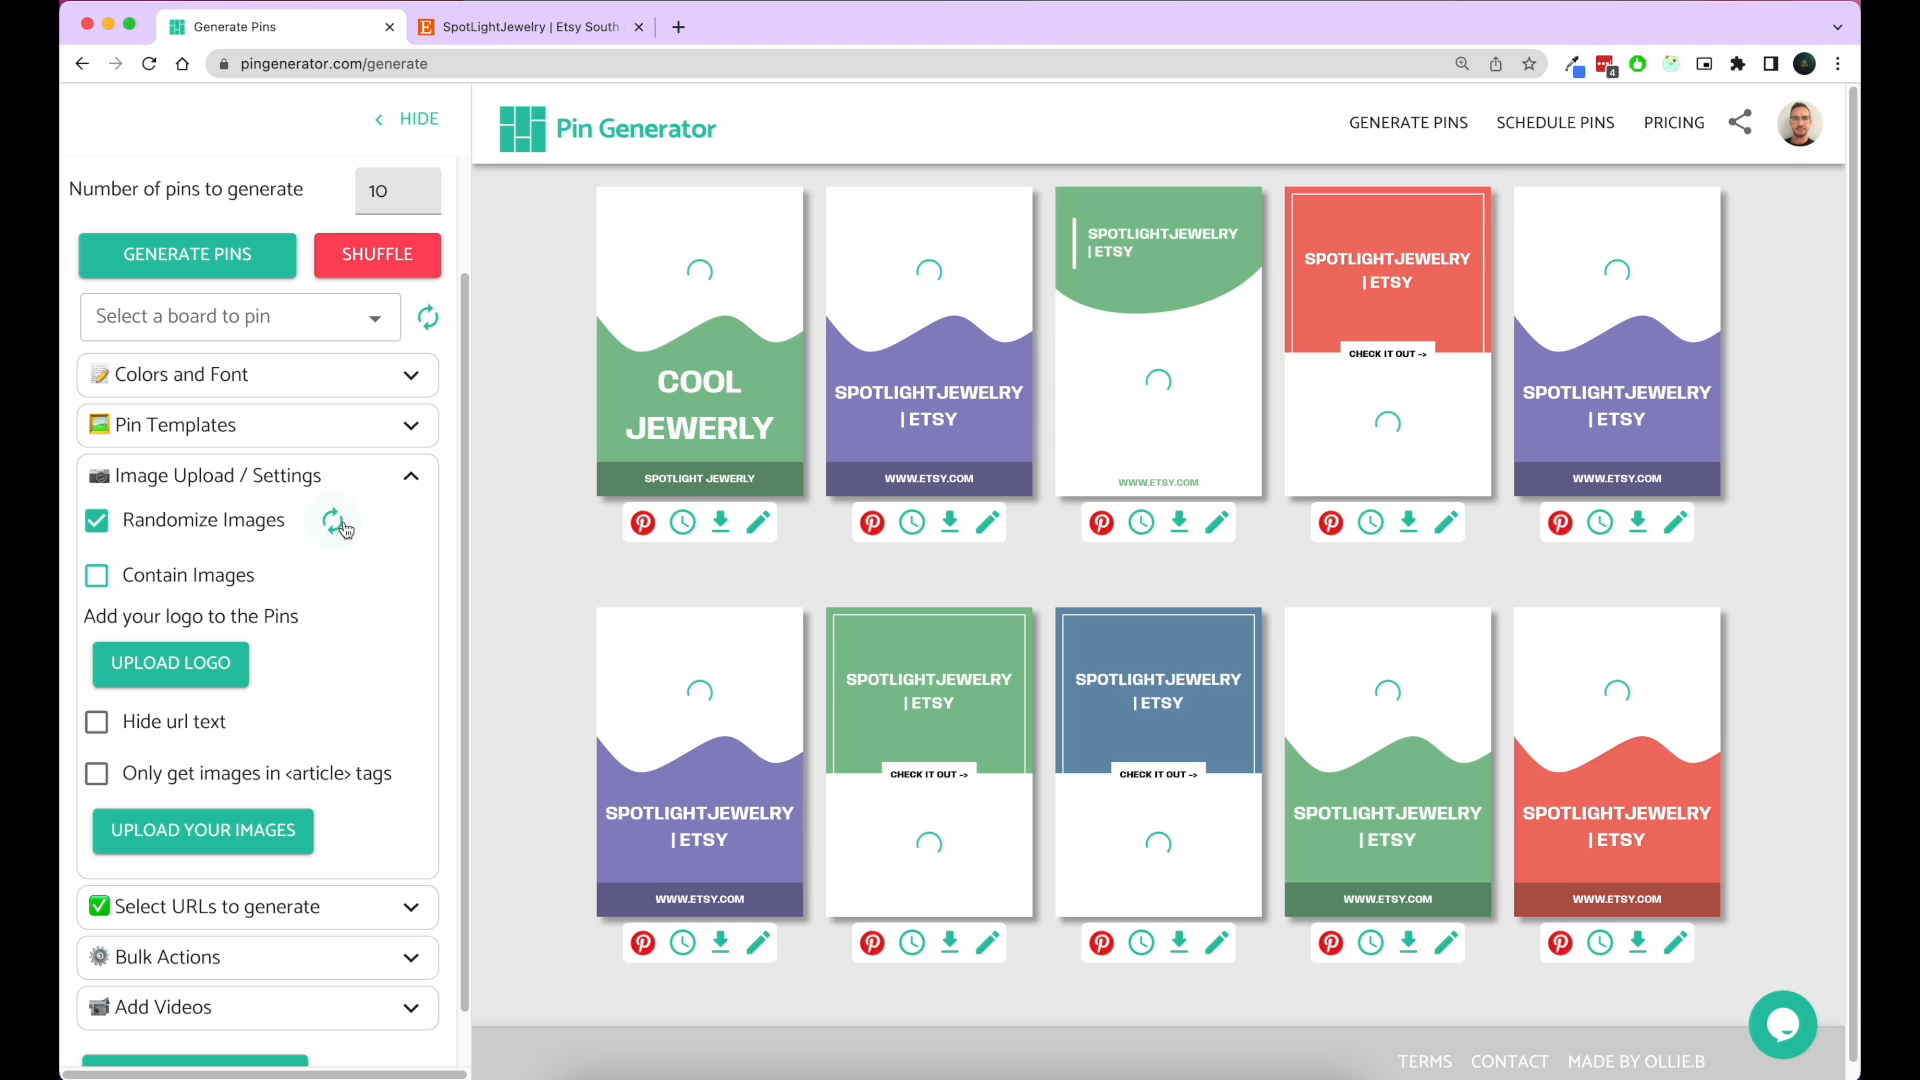 Generate Pins
SpotLightJewelry | Etsy South
pingenerator.com/generate
4
HIDE
Pin Generator
GENERATE PINS
SCHEDULE PINS
PRICING
Number of pins to generate
10
GENERATE PINS
SHUFFLE
Select a board to pin
Colors and Font
Pin Templates
Image Upload / Settings
Randomize Images
Contain Images
Add your logo to the Pins
UPLOAD LOGO
Hide url text
Only get images in <article> tags
UPLOAD YOUR IMAGES
Select URLs to generate
Bulk Actions
Add Videos
COOL
JEWERLY
SPOTLIGHT JEWERLY
SPOTLIGHTJEWELRY
| ETSY
WWW.ETSY.COM
SPOTLIGHTJEWELRY
| ETSY
WWW.ETSY.COM
SPOTLIGHTJEWELRY
| ETSY
CHECK IT OUT ->
SPOTLIGHTJEWELRY
| ETSY
WWW.ETSY.COM
SPOTLIGHTJEWELRY
| ETSY
WWW.ETSY.COM
SPOTLIGHTJEWELRY
| ETSY
CHECK IT OUT ->
SPOTLIGHTJEWELRY
| ETSY
CHECK IT OUT ->
SPOTLIGHTJEWELRY
| ETSY
WWW.ETSY.COM
SPOTLIGHTJEWELRY
| ETSY
WWW.ETSY.COM
TERMS
CONTACT
MADE BY OLLIE.B